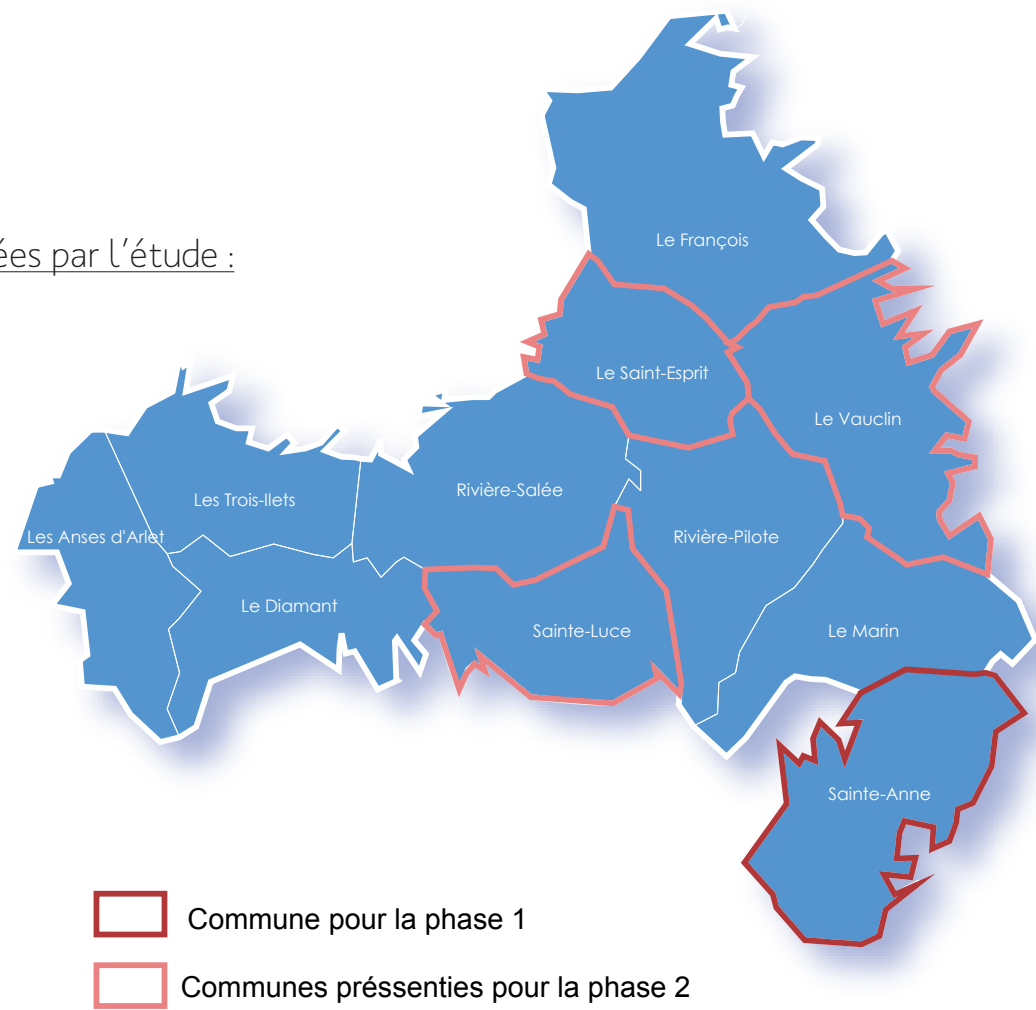 ées par l'étude :
Le François
Le Saint-Esprit
Le Vauclin
Rivière-Salée
Les Trois-Ilets
Rivière-Pilote
Les Anses d'Arlet
Le Diamant
Sainte-Luce
Le Marin
Sainte-Anne
Commune pour la phase 1
Communes préssenties pour la phase 2